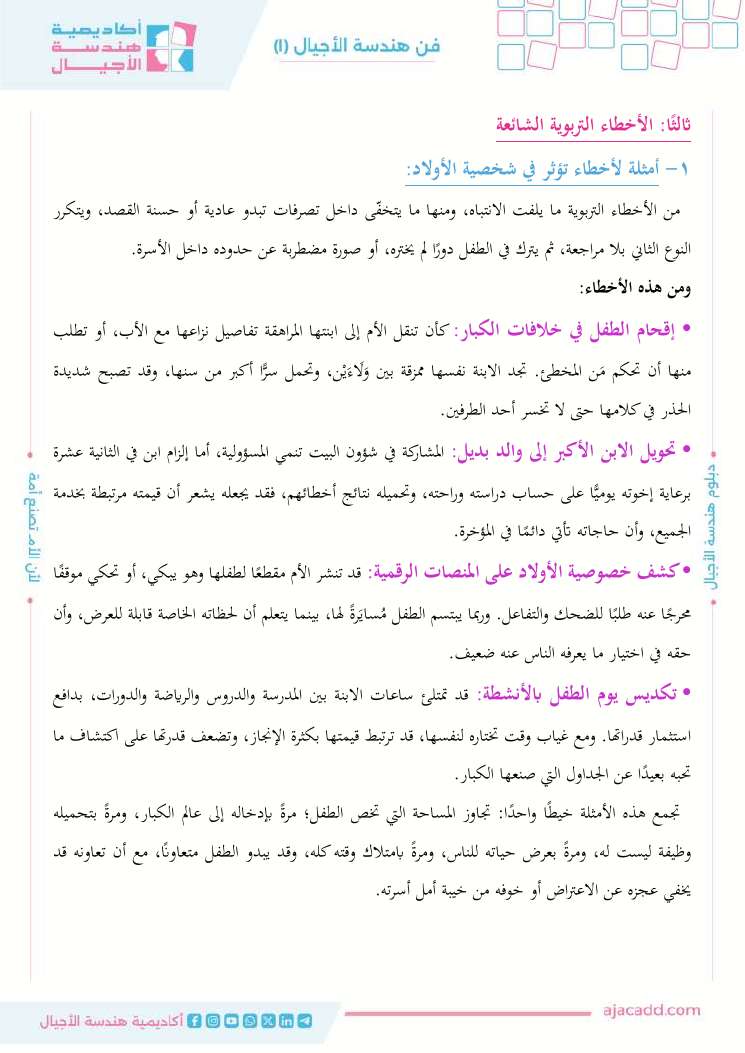 أكاديمية
هندسة
الأجيال
فن هندسة الأجيال (١)
ثالثًا: الأخطاء التربوية الشائعة
١- أمثلة لأخطاء تؤثر في شخصية الأولاد:
من الأخطاء التربوية ما يلفت الانتباه، ومنها ما يتخفّى داخل تصرفات تبدو عادية أو حسنة القصد، ويتكرر
النوع الثاني بلا مراجعة، ثم يترك في الطفل دورًا لم يختره، أو صورة مضطربة عن حدوده داخل الأسرة.
ومن هذه الأخطاء:
• إقحام الطفل في خلافات الكبار: كأن تنقل الأم إلى ابنتها المراهقة تفاصيل نزاعها مع الأب، أو تطلب
منها أن تحكم مَن المخطئ. تجد الابنة نفسها ممزقة بين وَلَاءَيْن، وتحمل سرًّا أكبر من سنها، وقد تصبح شديدة
الحذر في كلامها حتى لا تخسر أحد الطرفين.
• تحويل الابن الأكبر إلى والد بديل: المشاركة في شؤون البيت تنمي المسؤولية، أما إلزام ابن في الثانية عشرة
برعاية إخوته يوميًّا على حساب دراسته وراحته، وتحميله نتائج أخطائهم، فقد يجعله يشعر أن قيمته مرتبطة بخدمة
الجميع، وأن حاجاته تأتي دائمًا في المؤخرة.
• كشف خصوصية الأولاد على المنصات الرقمية: قد تنشر الأم مقطعًا لطفلها وهو يبكي، أو تحكي موقفًا
محرجًا عنه طلبًا للضحك والتفاعل. وربما يبتسم الطفل مُسايَرةً لها، بينما يتعلم أن لحظاته الخاصة قابلة للعرض، وأن
حقه في اختيار ما يعرفه الناس عنه ضعيف.
• تكديس يوم الطفل بالأنشطة: قد تمتلئ ساعات الابنة بين المدرسة والدروس والرياضة والدورات، بدافع
استثمار قدراتها. ومع غياب وقت تختاره لنفسها، قد ترتبط قيمتها بكثرة الإنجاز، وتضعف قدرتها على اكتشاف ما
تحبه بعيدًا عن الجداول التي صنعها الكبار.
تجمع هذه الأمثلة خيطًا واحدًا: تجاوز المساحة التي تخص الطفل؛ مرةً بإدخاله إلى عالم الكبار، ومرةً بتحميله
وظيفة ليست له، ومرةً بعرض حياته للناس، ومرةً بامتلاك وقته كله، وقد يبدو الطفل متعاونًا، مع أن تعاونه قد
يخفي عجزه عن الاعتراض أو خوفه من خيبة أمل أسرته.
دبلوم هندسة الأجيال
لأن الأم تصنع أمة
ajacadd.com
أكاديمية هندسة الأجيال